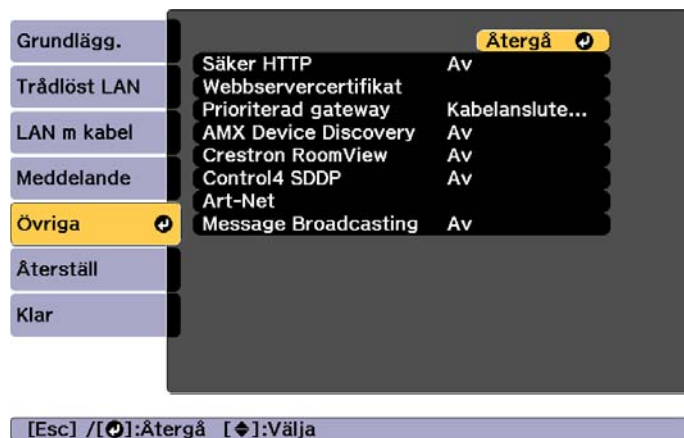 Grundlägg.
Trådlöst LAN
LAN m kabel
Meddelande
Övriga
Återställ
Klar
Återgå
Säker HTTP Av
Webbservercertifikat
Prioriterad gateway Kabelanslute...
AMX Device Discovery Av
Crestron RoomView Av
Control4 SDDP Av
Art-Net
Message Broadcasting Av
[Esc] /[⏎]:Återgå [◆]:Välja